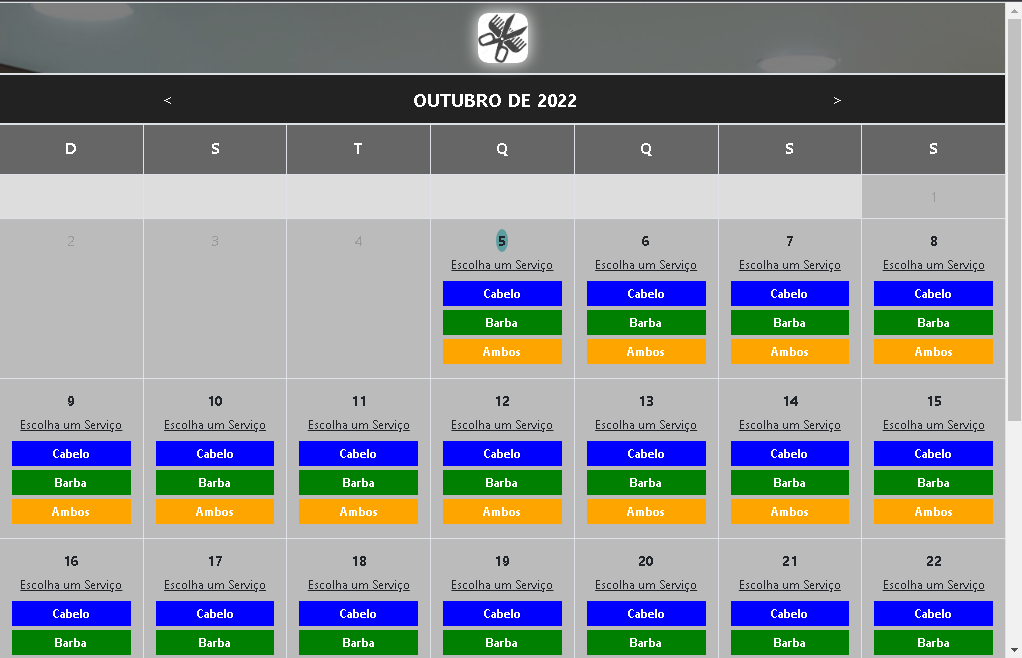 < OUTUBRO DE 2022 >
D S T Q Q S S
1
2 3 4 5 6 7 8
Escolha um Serviço Escolha um Serviço Escolha um Serviço Escolha um Serviço
Cabelo Cabelo Cabelo Cabelo
Barba Barba Barba Barba
Ambos Ambos Ambos Ambos
9 10 11 12 13 14 15
Escolha um Serviço Escolha um Serviço Escolha um Serviço Escolha um Serviço Escolha um Serviço Escolha um Serviço Escolha um Serviço
Cabelo Cabelo Cabelo Cabelo Cabelo Cabelo Cabelo
Barba Barba Barba Barba Barba Barba Barba
Ambos Ambos Ambos Ambos Ambos Ambos Ambos
16 17 18 19 20 21 22
Escolha um Serviço Escolha um Serviço Escolha um Serviço Escolha um Serviço Escolha um Serviço Escolha um Serviço Escolha um Serviço
Cabelo Cabelo Cabelo Cabelo Cabelo Cabelo Cabelo
Barba Barba Barba Barba Barba Barba Barba